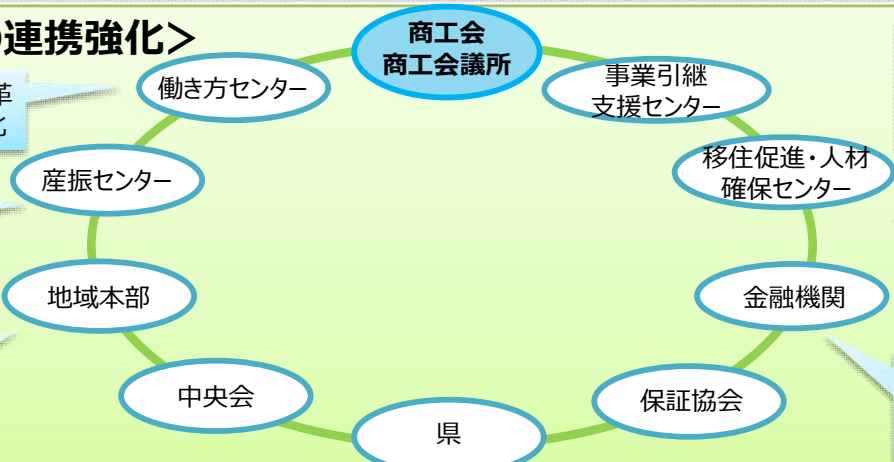 連携強化＞
商工会
商工会議所
働き方センター
事業引継
支援センター
革
産振センター
移住促進・人材
確保センター
地域本部
金融機関
中央会
保証協会
県